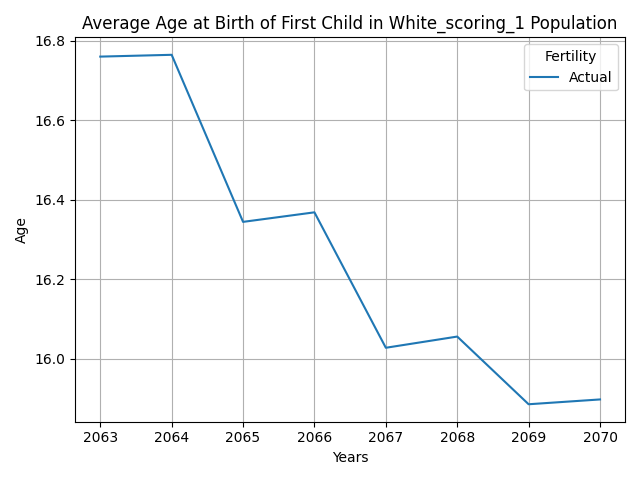 Average Age at Birth of First Child in White_scoring_1 Population
Fertility
Actual
16.8
16.6
16.4
16.2
16.0
Age
2063 2064 2065 2066 2067 2068 2069 2070
Years